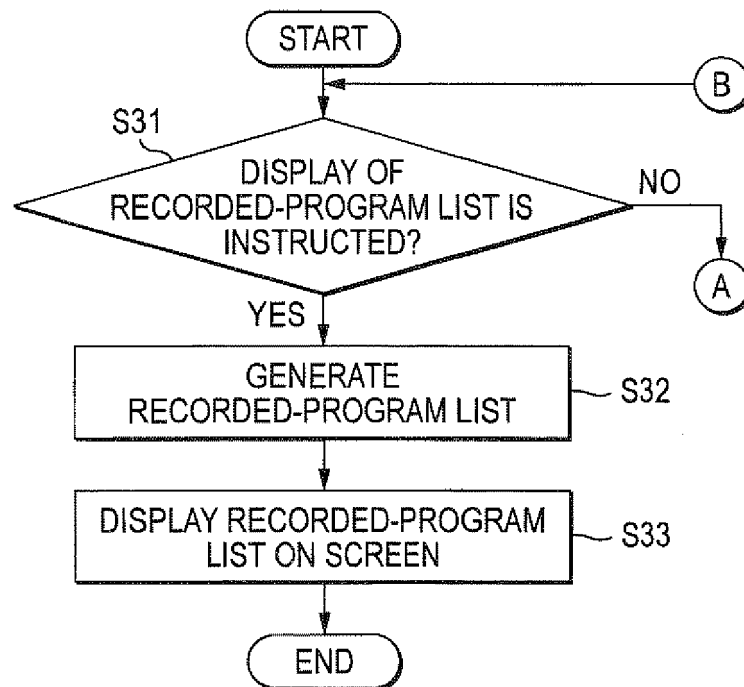 START
B
S31
DISPLAY OF
RECORDED-PROGRAM LIST IS
INSTRUCTED?
NO
A
YES
GENERATE
RECORDED-PROGRAM LIST
S32
DISPLAY RECORDED-PROGRAM
LIST ON SCREEN
S33
END